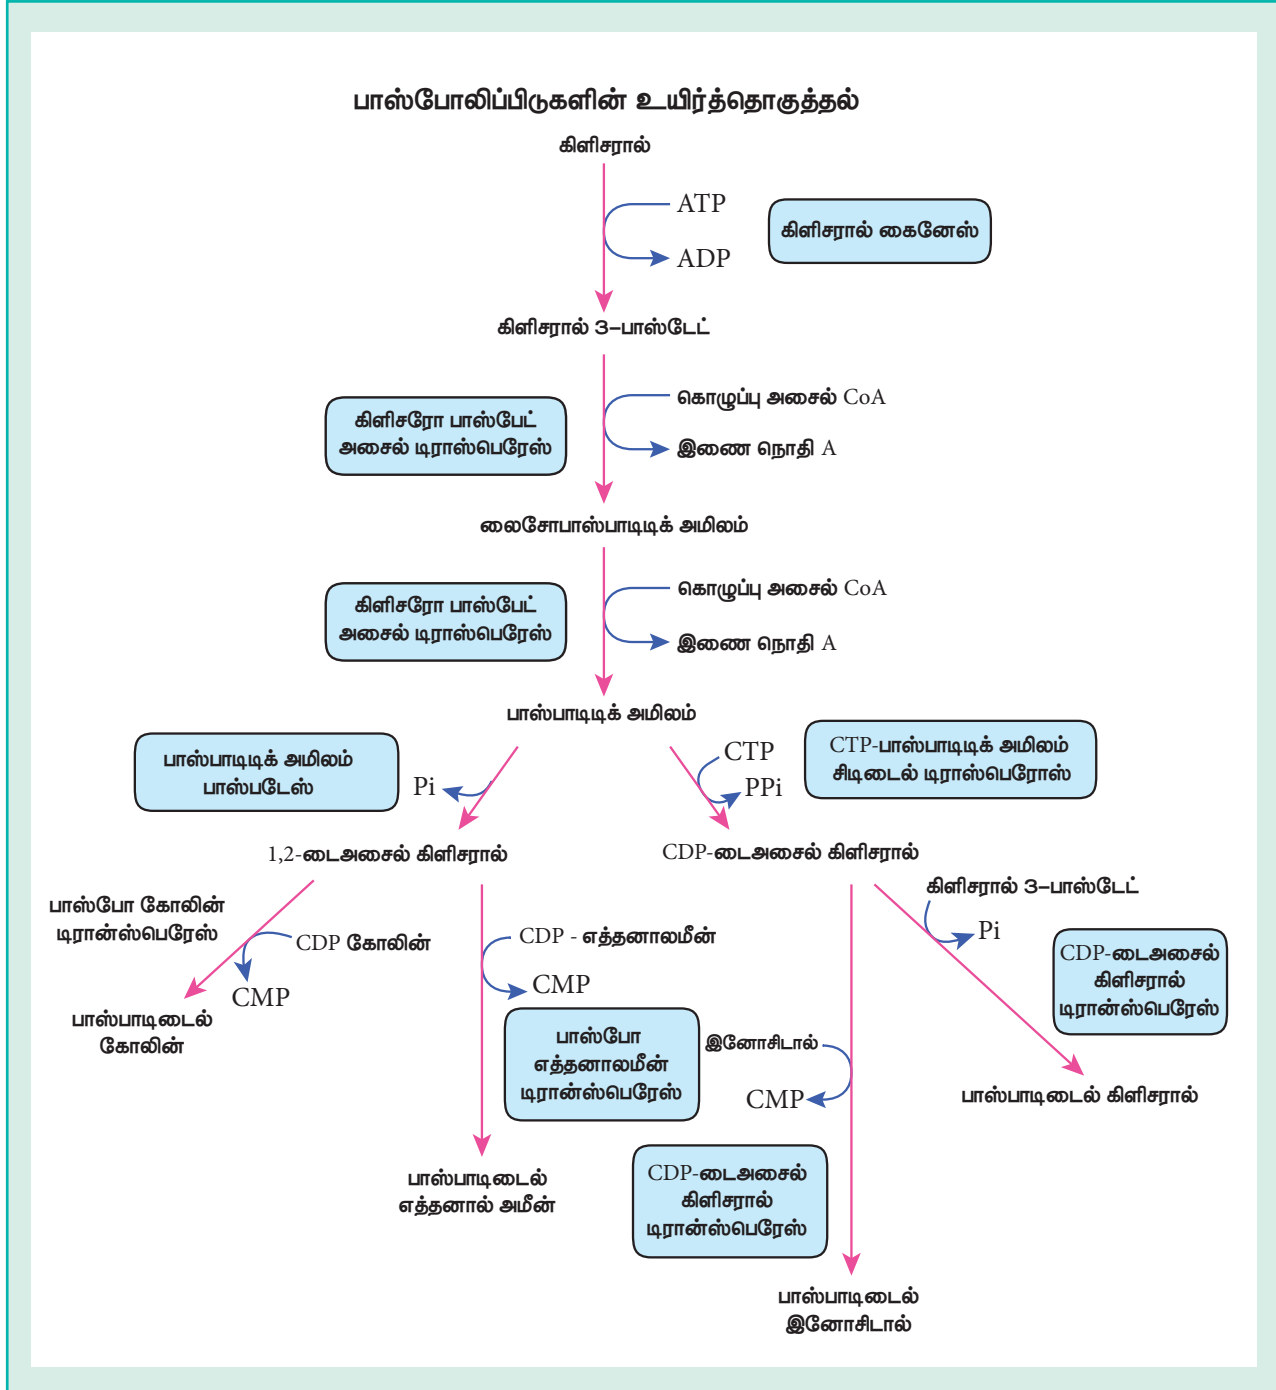 பாஸ்போலிப்பிடுகளின் உயிர்த்தொகுத்தல்
கிளிசரால்
ATP
கிளிசரால் கைனேஸ்
ADP
கிளிசரால் 3–பாஸ்டேட்
கொழுப்பு அசைல் CoA
கிளிசரோ பாஸ்பேட்
அசைல் டிராஸ்பெரேஸ்
இணை நொதி A
லைசோபாஸ்பாடிடிக் அமிலம்
கொழுப்பு அசைல் CoA
கிளிசரோ பாஸ்பேட்
அசைல் டிராஸ்பெரேஸ்
இணை நொதி A
பாஸ்பாடிடிக் அமிலம்
பாஸ்பாடிடிக் அமிலம்
பாஸ்படேஸ்
Pi
CTP
PPi
CTP-பாஸ்பாடிடிக் அமிலம்
சிடிடைல் டிராஸ்பெரோஸ்
1,2-டைஅசைல் கிளிசரால்
CDP-டைஅசைல் கிளிசரால்
பாஸ்போ கோலின்
டிரான்ஸ்பெரேஸ்
CDP கோலின்
CMP
பாஸ்பாடிடைல்
கோலின்
CDP - எத்தனாலமீன்
CMP
பாஸ்போ
எத்தனாலமீன்
டிரான்ஸ்பெரேஸ்
பாஸ்பாடிடைல்
எத்தனால் அமீன்
கிளிசரால் 3–பாஸ்டேட்
Pi
CDP-டைஅசைல்
கிளிசரால்
டிரான்ஸ்பெரேஸ்
பாஸ்பாடிடைல் கிளிசரால்
இனோசிடால்
CMP
CDP-டைஅசைல்
கிளிசரால்
டிரான்ஸ்பெரேஸ்
பாஸ்பாடிடைல்
இனோசிடால்